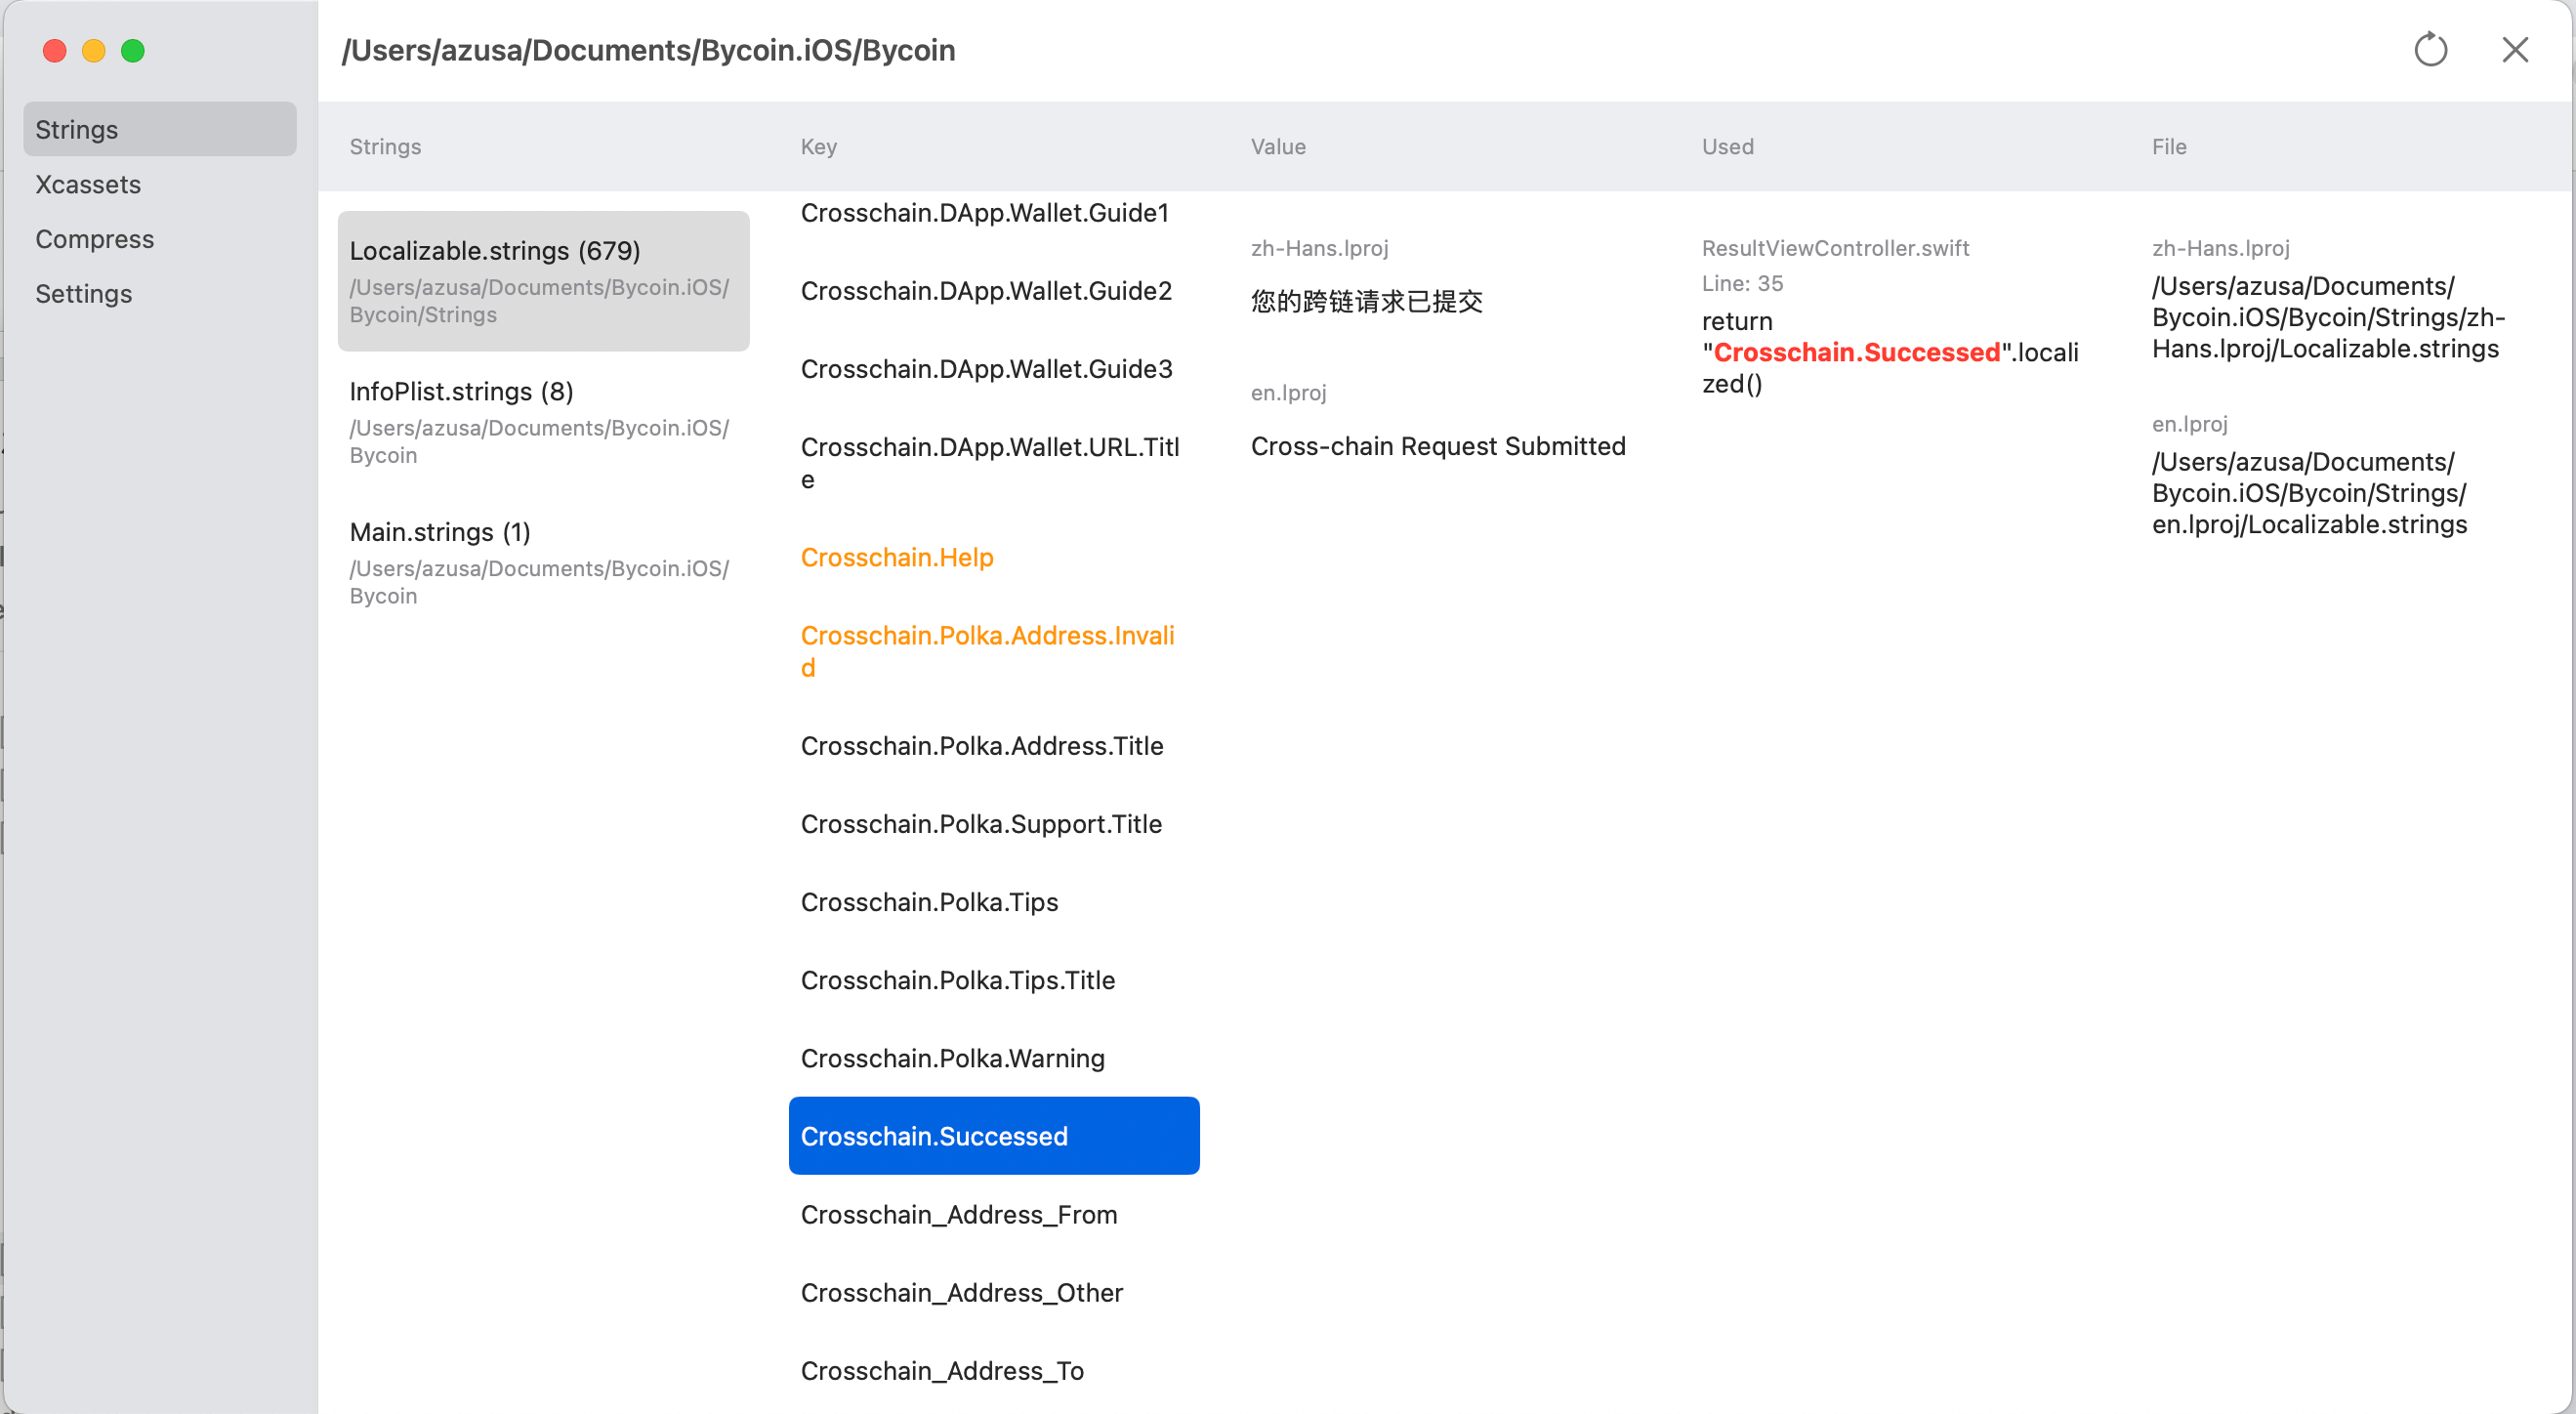 /Users/azusa/Documents/Bycoin.iOS/Bycoin
Strings
Xcassets
Compress
Settings
Strings
Key
Value
Used
File
Localizable.strings (679)
/Users/azusa/Documents/Bycoin.iOS/
Bycoin/Strings
InfoPlist.strings (8)
/Users/azusa/Documents/Bycoin.iOS/
Bycoin
Main.strings (1)
/Users/azusa/Documents/Bycoin.iOS/
Bycoin
Crosschain.DApp.Wallet.Guide1
Crosschain.DApp.Wallet.Guide2
Crosschain.DApp.Wallet.Guide3
Crosschain.DApp.Wallet.URL.Titl
e
Crosschain.Help
Crosschain.Polka.Address.Invali
d
Crosschain.Polka.Address.Title
Crosschain.Polka.Support.Title
Crosschain.Polka.Tips
Crosschain.Polka.Tips.Title
Crosschain.Polka.Warning
Crosschain.Successed
Crosschain_Address_From
Crosschain_Address_Other
Crosschain_Address_To
zh-Hans.lproj
您的跨链请求已提交
en.lproj
Cross-chain Request Submitted
ResultViewController.swift
Line: 35
return
"Crosschain.Successed".locali
zed()
zh-Hans.lproj
/Users/azusa/Documents/
Bycoin.iOS/Bycoin/Strings/zh-
Hans.lproj/Localizable.strings
en.lproj
/Users/azusa/Documents/
Bycoin.iOS/Bycoin/Strings/
en.lproj/Localizable.strings